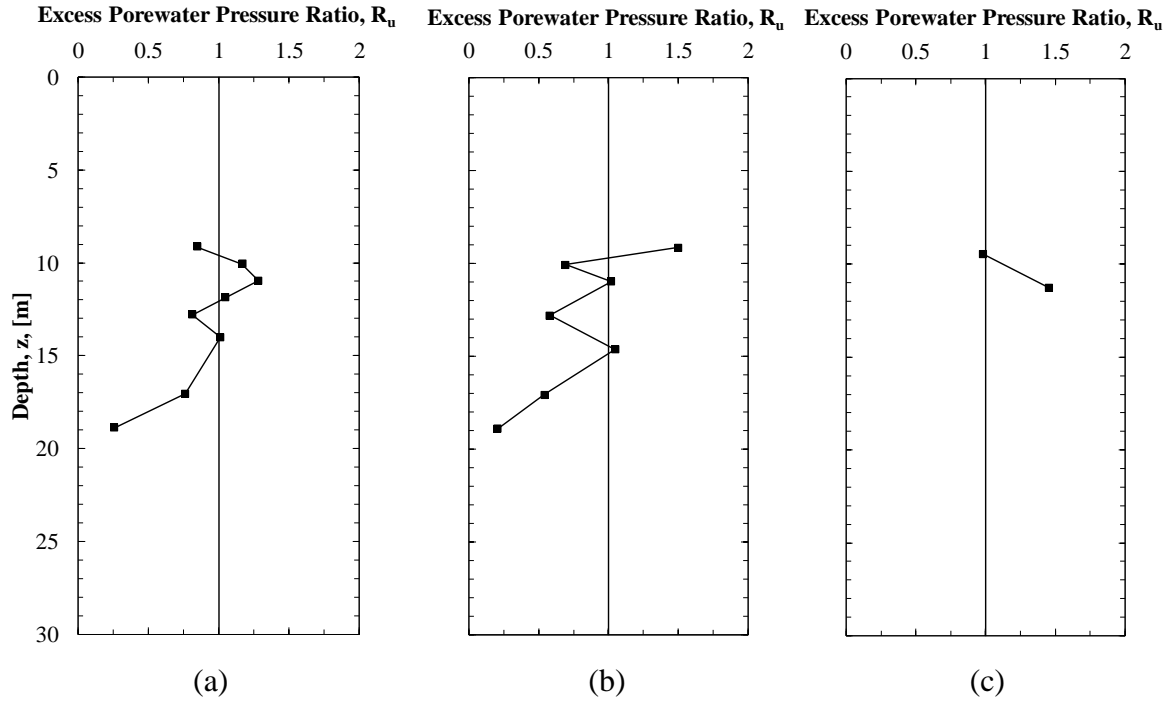 Excess Porewater Pressure Ratio, Ru
Excess Porewater Pressure Ratio, Ru
Excess Porewater Pressure Ratio, Ru
0 0.5 1 1.5 2
0 0.5 1 1.5 2
0 0.5 1 1.5 2
0
5
10
15
20
25
30
Depth, z, [m]
(a)
(b)
(c)